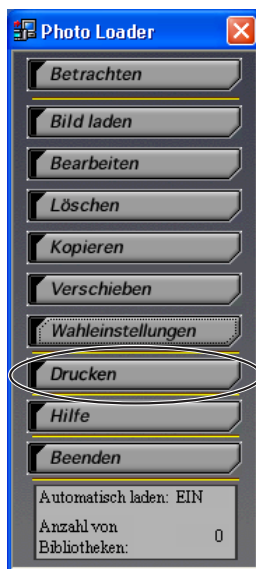 Photo Loader
Betrachten
Bild laden
Bearbeiten
Löschen
Kopieren
Verschieben
Wahleinstellungen
Drucken
Hilfe
Beenden
Automatisch laden: EIN
Anzahl von
Bibliotheken: 0